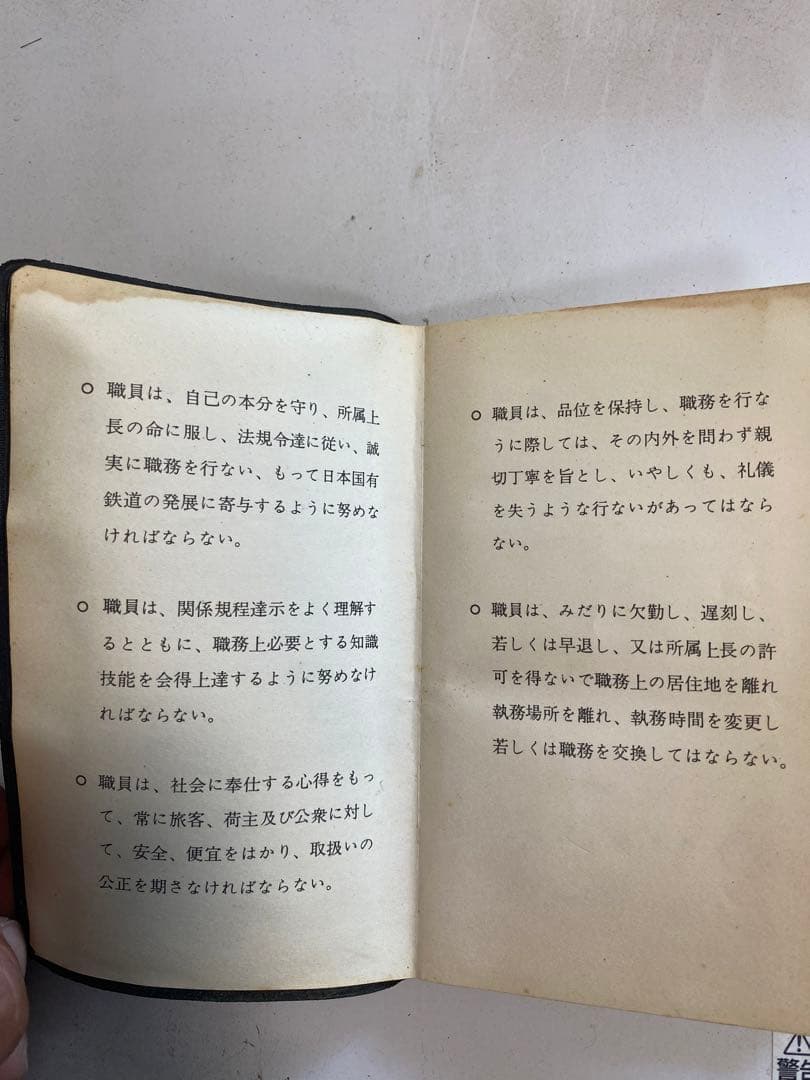 ○ 職員は、自己の本分を守り、所属上
長の命に服し、法規令達に従い、誠
実に職務を行ない、もって日本国有
鉄道の発展に寄与するように努めな
ければならない。
○ 職員は、関係規程達示をよく理解す
るとともに、職務上必要とする知識
技能を会得上達するように努めなけ
ればならない。
○ 職員は、社会に奉仕する心得をもっ
て、常に旅客、荷主及び公衆に対し
て、安全、便宜をはかり、取扱いの
公正を期さなければならない。
○ 職員は、品位を保持し、職務を行な
うに際しては、その内外を問わず親
切丁寧を旨とし、いやしくも、礼儀
を失うような行ないがあってはなら
ない。
○ 職員は、みだりに欠勤し、遅刻し、
若しくは早退し、又は所属上長の許
可を得ないで職務上の居住地を離れ
執務場所を離れ、執務時間を変更し
若しくは職務を交換してはならない。
警告